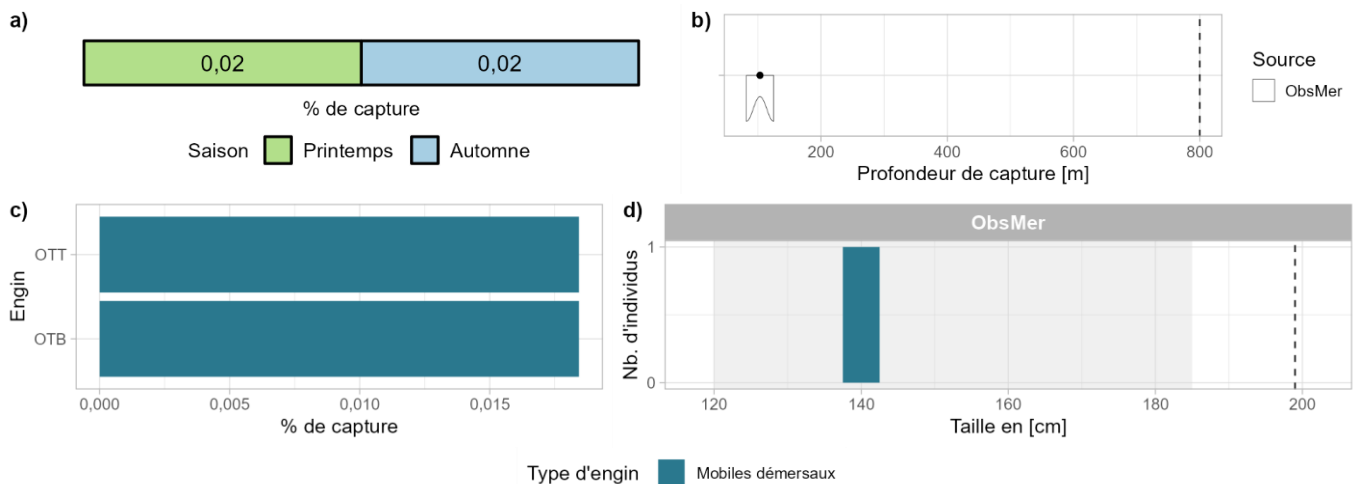 a)
0,02 0,02
% de capture
Saison Printemps Automne
b)
200 400 600 800
Profondeur de capture [m]
Source
ObsMer
c)
OTT
OTB
Engin
0,000 0,005 0,010 0,015
% de capture
d)
ObsMer
1
0
Nb. d'individus
120 140 160 180 200
Taille en [cm]
Type d'engin Mobiles démersaux